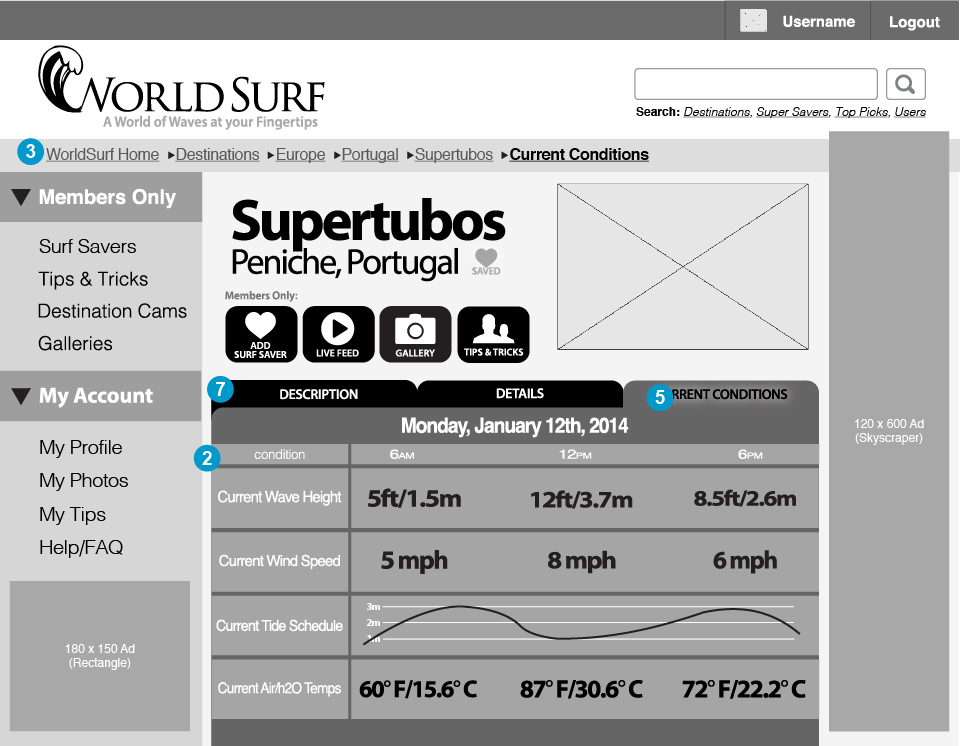 Username Logout
WORLD SURF
A World of Waves at your Fingertips
Search: Destinations, Super Savers, Top Picks, Users
3 WorldSurf Home Destinations Europe Portugal Supertubos Current Conditions
Members Only
Surf Savers
Tips & Tricks
Destination Cams
Galleries
My Account
My Profile
My Photos
My Tips
Help/FAQ
180 x 150 Ad
(Rectangle)
Supertubos
Peniche, Portugal
SAVED
Members Only:
ADD
SURF SAVER
LIVE FEED
GALLERY
TIPS & TRICKS
7 DESCRIPTION DETAILS 5 RRENT CONDITIONS
Monday, January 12th, 2014
2 condition 6AM 12PM 6PM
Current Wave Height 5ft/1.5m 12ft/3.7m 8.5ft/2.6m
Current Wind Speed 5 mph 8 mph 6 mph
Current Tide Schedule
3m
2m
1m
Current Air/h2O Temps 60° F/15.6° C 87° F/30.6° C 72° F/22.2° C
120 x 600 Ad
(Skyscraper)